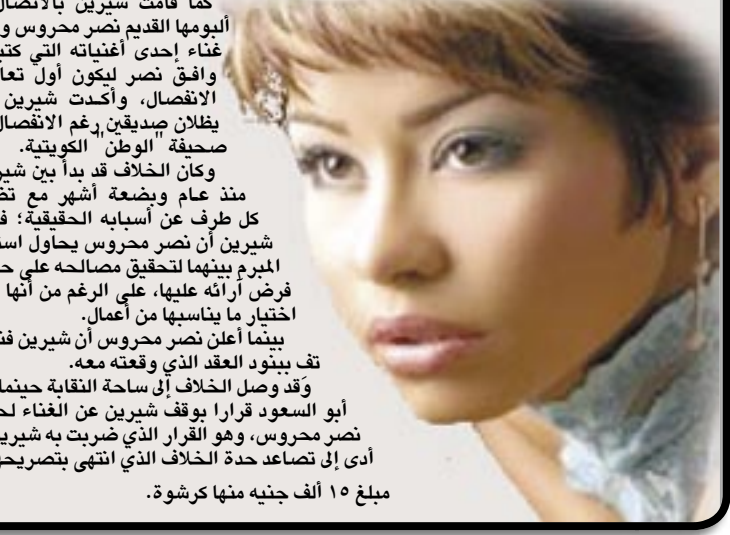 كما قامت شيرين بالاتصال
ألبومها القديم نصر محروس و
غناء إحدى أغنياته التي كتب
وافق نصر ليكون أول تعا
الانفصال، وأكدت شيرين
يظلان صديقين رغم الانفصال
صحيفة "الوطن" الكويتية.
وكان الخلاف قد بدأ بين شير
منذ عام وبضعة أشهر مع تض
كل طرف عن أسبابه الحقيقية؛ ف
شيرين أن نصر محروس يحاول است
المبرم بينهما لتحقيق مصالحه على ح
فرض آرائه عليها، على الرغم من أنها
اختيار ما يناسبها من أعمال.
بينما أعلن نصر محروس أن شيرين فن
تف ببنود العقد الذي وقعته معه.
وَقد وصل الخلاف إلى ساحة النقابة حينما
أبو السعود قرارا بوقف شيرين عن الغناء لح
نصر محروس، وهو القرار الذي ضربت به شيري
أدى إلى تصاعد حدة الخلاف الذي انتهى بتصريحه
مبلغ ١٥ ألف جنيه منها كرشوة.